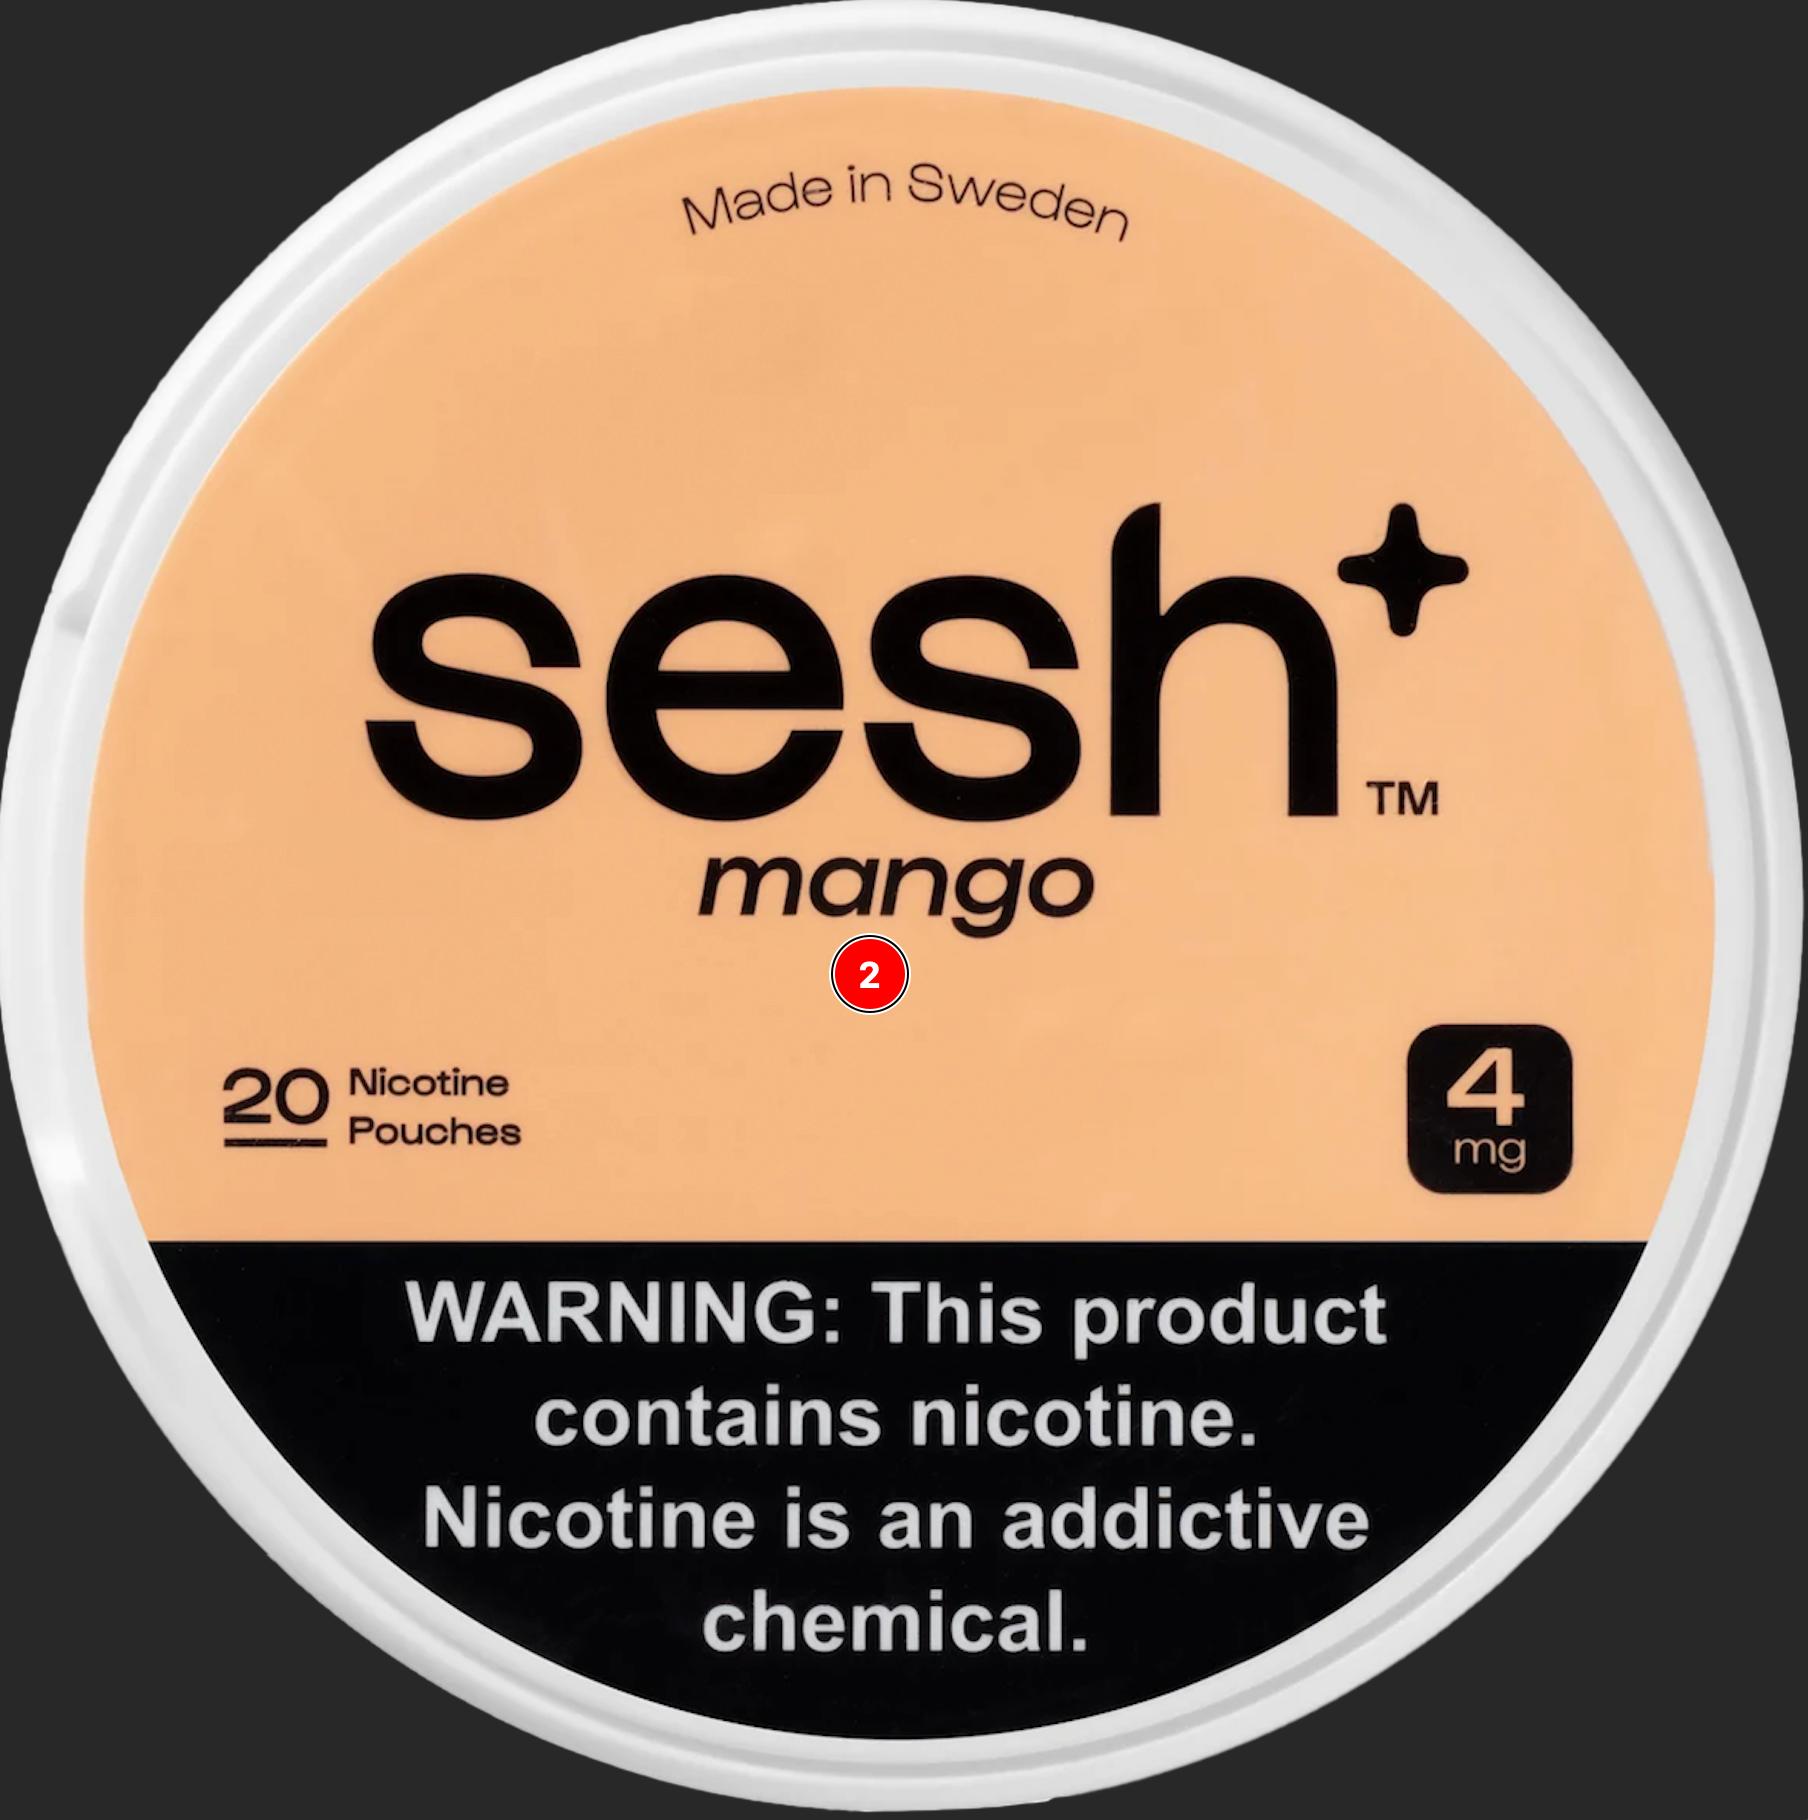 Made in Sweden
sesh
TM
mango
2
20 Nicotine
Pouches
4
mg
WARNING: This product
contains nicotine.
Nicotine is an addictive
chemical.